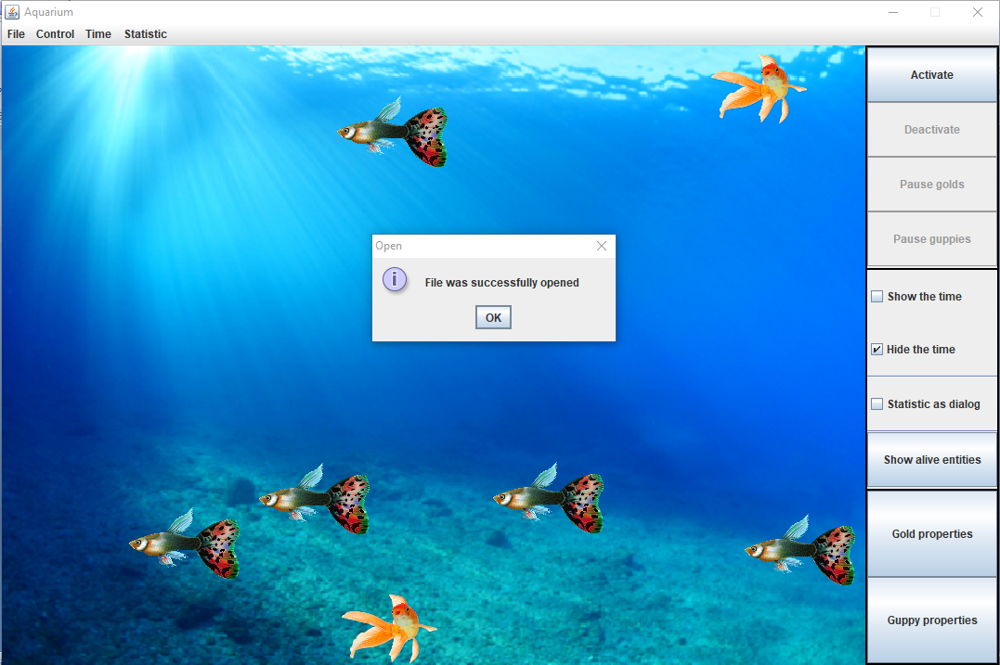 Aquarium
File Control Time Statistic
Activate
Deactivate
Pause golds
Pause guppies
Open
File was successfully opened
OK
Show the time
Hide the time
Statistic as dialog
Show alive entities
Gold properties
Guppy properties